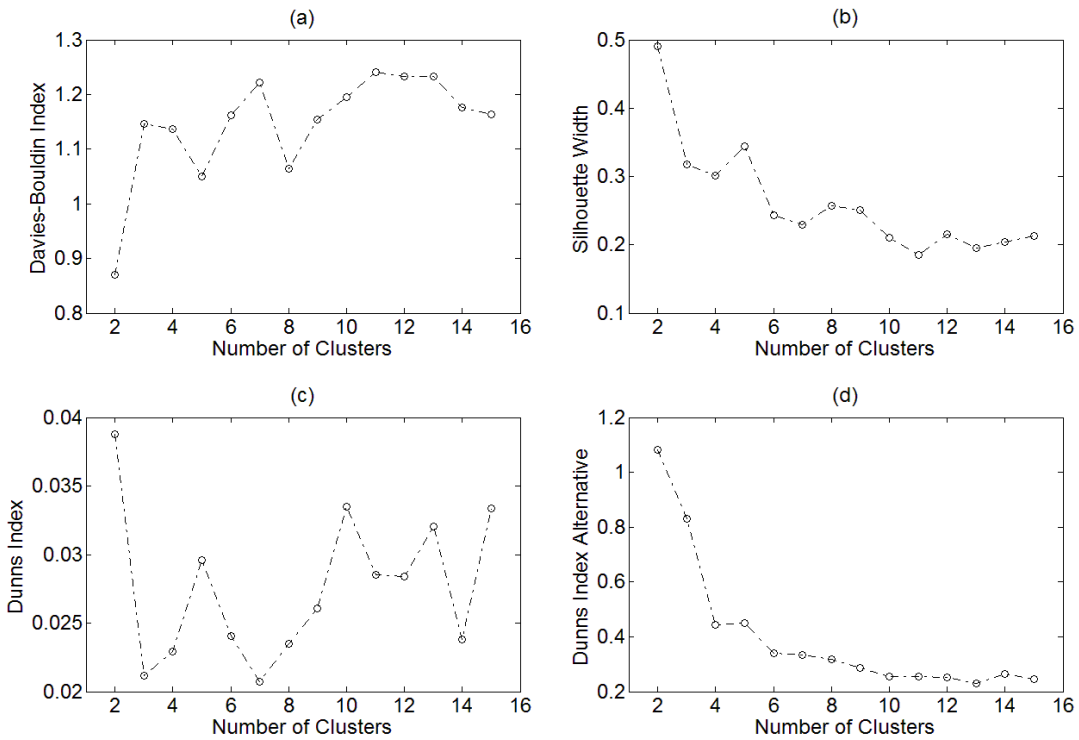 (a)
1.3
1.2
1.1
1
0.9
0.8
Davies-Bouldin Index
2 4 6 8 10 12 14 16
Number of Clusters
(b)
0.5
0.4
0.3
0.2
0.1
Silhouette Width
2 4 6 8 10 12 14 16
Number of Clusters
(c)
0.04
0.035
0.03
0.025
0.02
Dunns Index
2 4 6 8 10 12 14 16
Number of Clusters
(d)
1.2
1
0.8
0.6
0.4
0.2
Dunns Index Alternative
2 4 6 8 10 12 14 16
Number of Clusters